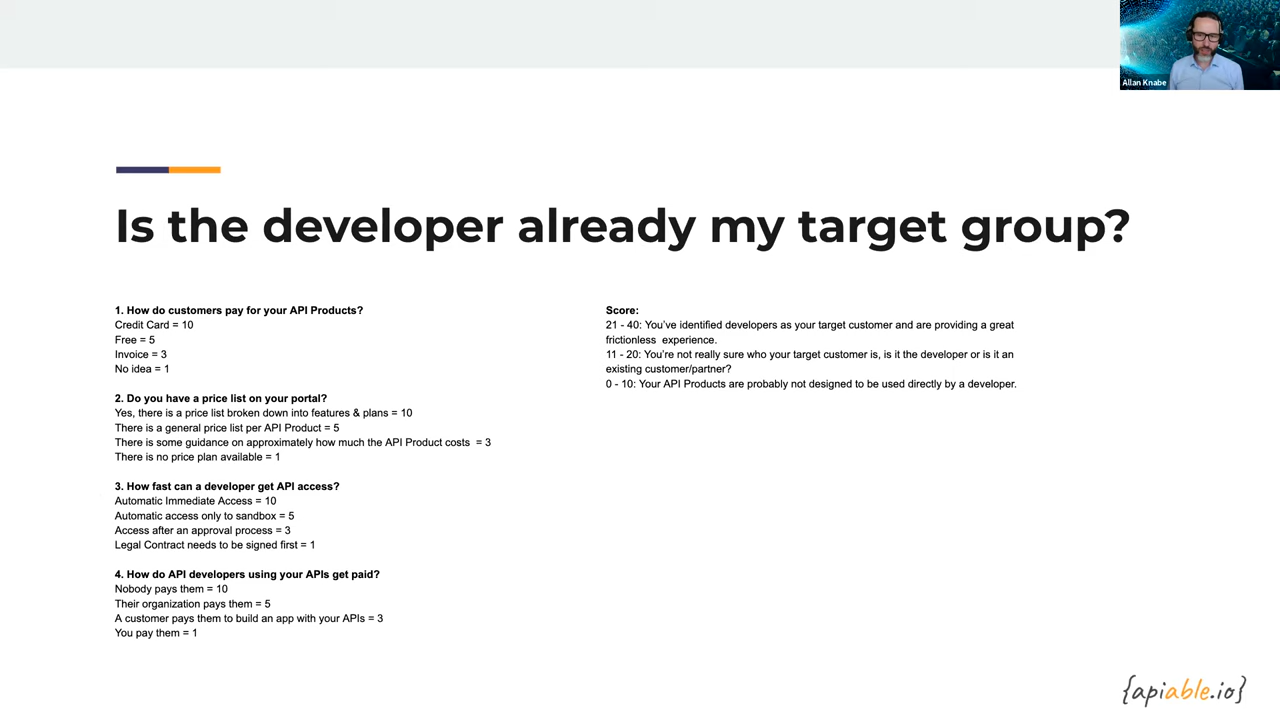 Allan Knabe
Is the developer already my target group?
1. How do customers pay for your API Products?
Credit Card = 10
Free = 5
Invoice = 3
No idea = 1
2. Do you have a price list on your portal?
Yes, there is a price list broken down into features & plans = 10
There is a general price list per API Product = 5
There is some guidance on approximately how much the API Product costs  = 3
There is no price plan available = 1
3. How fast can a developer get API access?
Automatic Immediate Access = 10
Automatic access only to sandbox = 5
Access after an approval process = 3
Legal Contract needs to be signed first = 1
4. How do API developers using your APIs get paid?
Nobody pays them = 10
Their organization pays them = 5
A customer pays them to build an app with your APIs = 3
You pay them = 1
Score:
21 - 40: You've identified developers as your target customer and are providing a great
frictionless  experience.
11 - 20: You're not really sure who your target customer is, is it the developer or is it an
existing customer/partner?
0 - 10: Your API Products are probably not designed to be used directly by a developer.
{apiable.io}